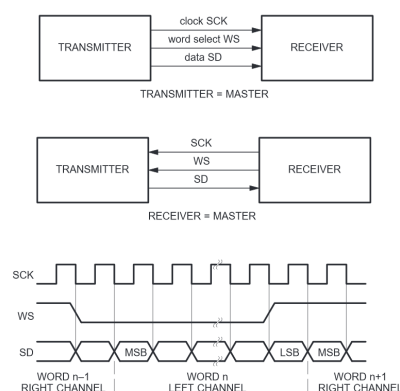 clock SCK
word select WS
data SD
TRANSMITTER
RECEIVER
TRANSMITTER = MASTER
SCK
WS
SD
TRANSMITTER
RECEIVER
RECEIVER = MASTER
SCK
WS
SD
MSB
LSB
MSB
WORD n–1
RIGHT CHANNEL
WORD n
LEFT CHANNEL
WORD n+1
RIGHT CHANNEL